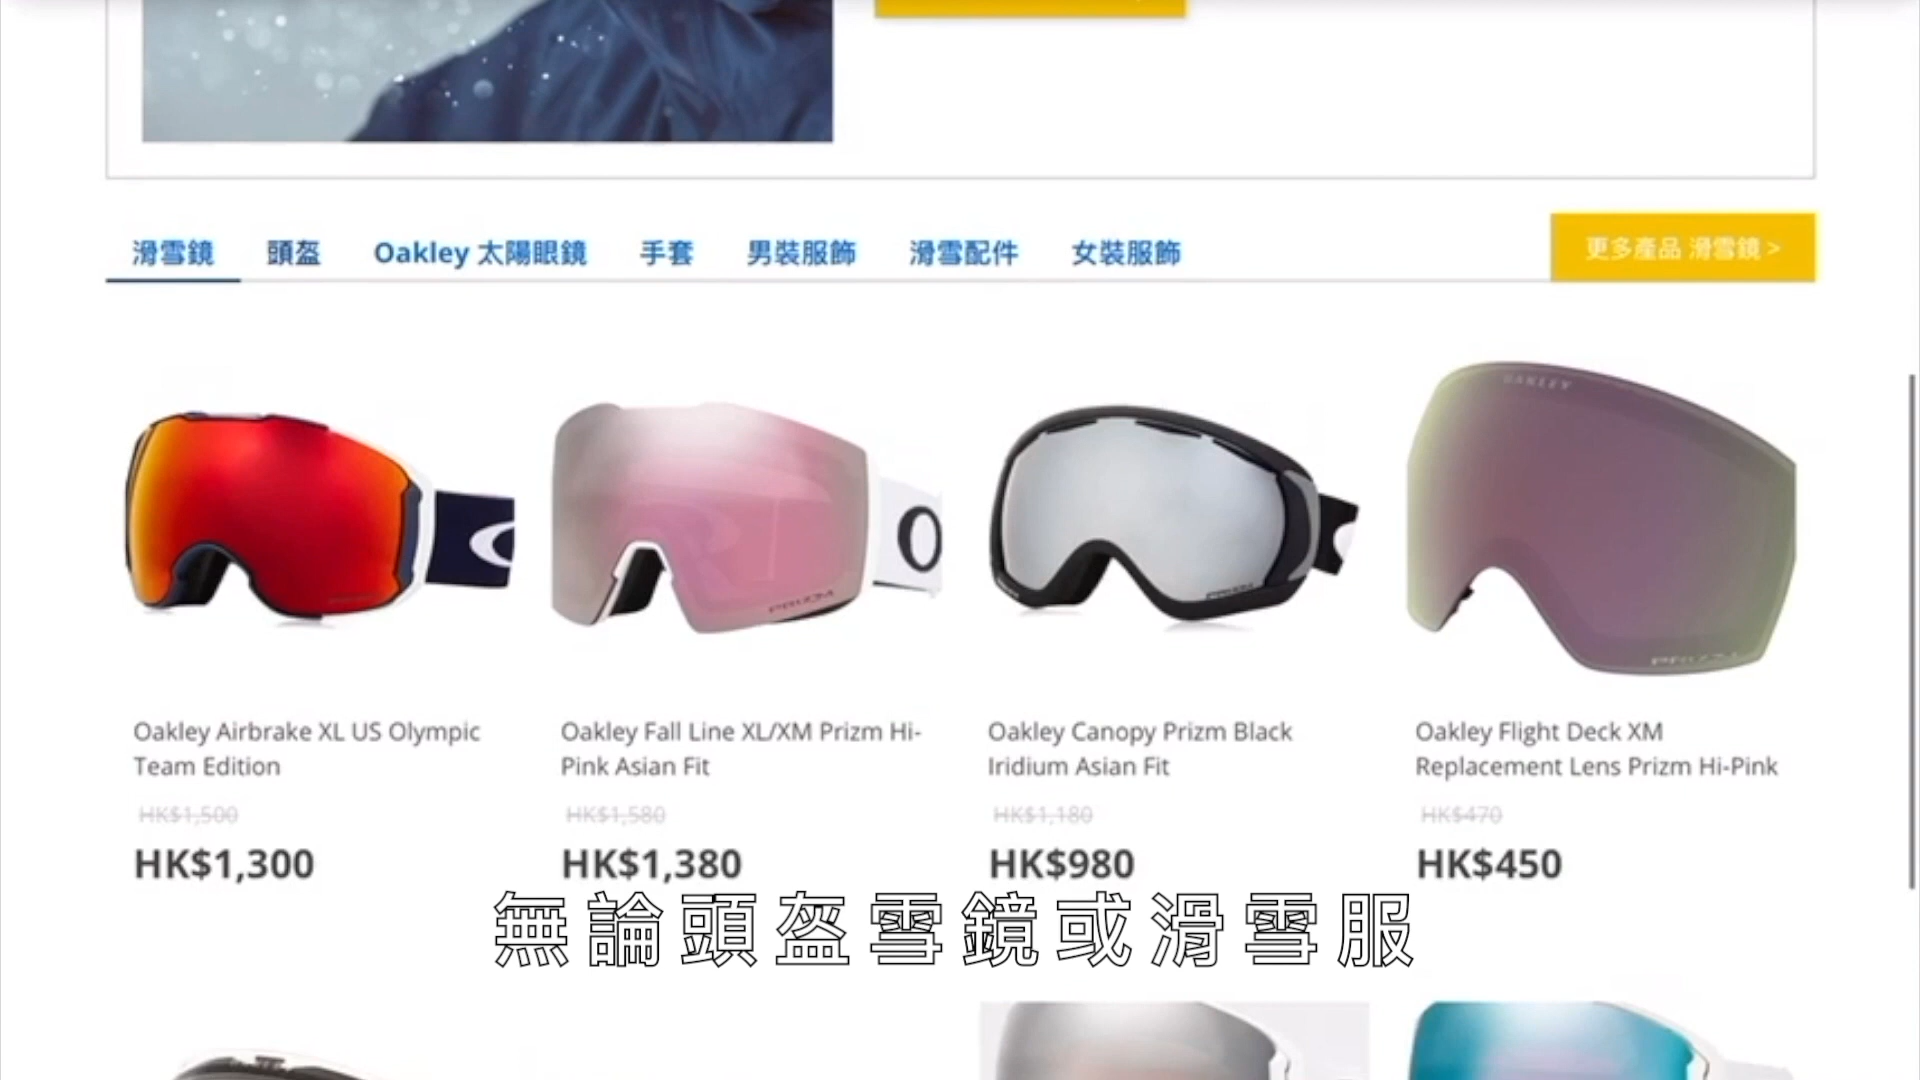 滑雪鏡 頭盔 Oakley 太陽眼鏡 手套 男裝服飾 滑雪配件 女裝服飾 更多產品 滑雪鏡 >
OAKLEY
PRIZM
PRIZM
Oakley Airbrake XL US Olympic
Team Edition
HK$1,500
HK$1,300
Oakley Fall Line XL/XM Prizm Hi-
Pink Asian Fit
HK$1,580
HK$1,380
Oakley Canopy Prizm Black
Iridium Asian Fit
HK$1,180
HK$980
Oakley Flight Deck XM
Replacement Lens Prizm Hi-Pink
HK$470
HK$450
無論頭盔雪鏡或滑雪服